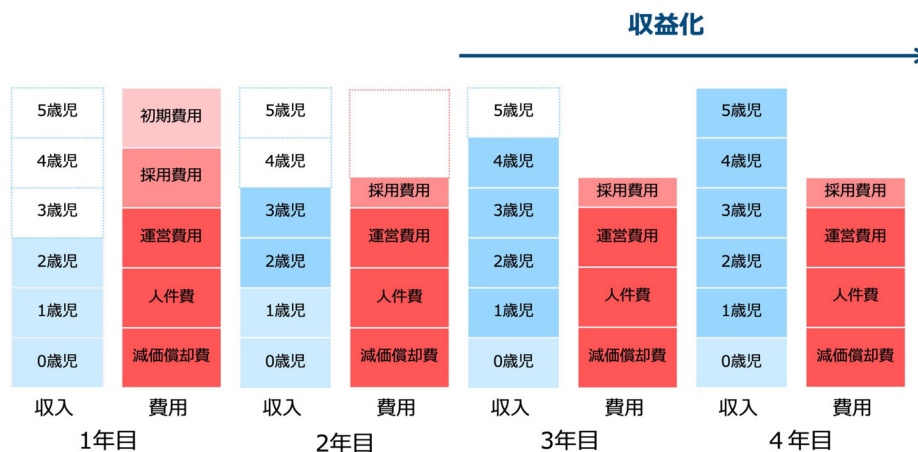 収益化
5歳児
4歳児
3歳児
2歳児
1歳児
0歳児
収入
初期費用
採用費用
運営費用
人件費
減価償却費
費用
1年目
5歳児
4歳児
3歳児
2歳児
1歳児
0歳児
収入
採用費用
運営費用
人件費
減価償却費
費用
2年目
5歳児
4歳児
3歳児
2歳児
1歳児
0歳児
収入
採用費用
運営費用
人件費
減価償却費
費用
3年目
5歳児
4歳児
3歳児
2歳児
1歳児
0歳児
収入
採用費用
運営費用
人件費
減価償却費
費用
4年目